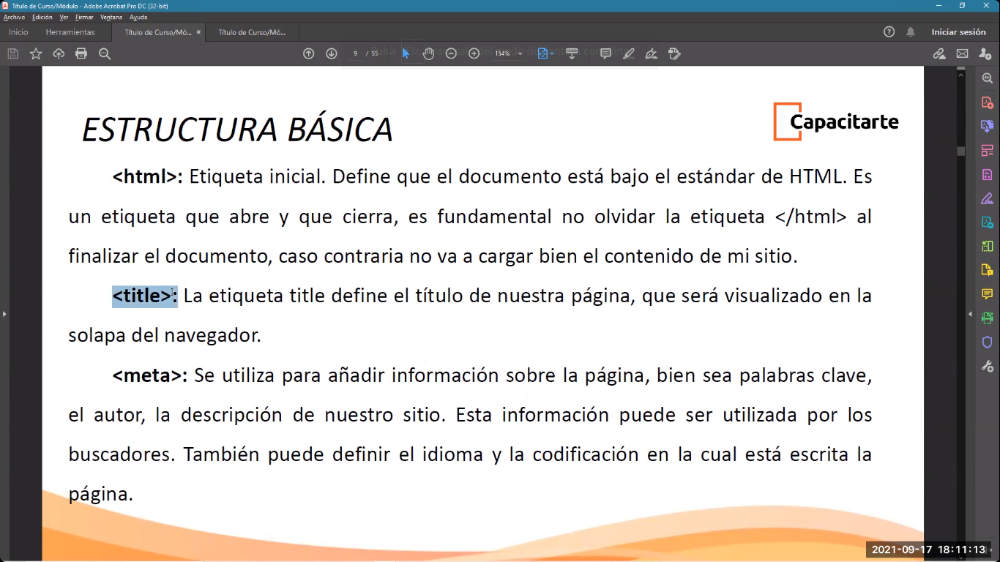 Título de Curso/Módulo - Adobe Acrobat Pro DC (32-bit)
Archivo Edición Ver Firmar Ventana Ayuda
Inicio Herramientas Título de Curso/Mó... × Título de Curso/Mó... Iniciar sesión
9 / 55 154%
ESTRUCTURA BÁSICA
Capacitarte
<html>: Etiqueta inicial. Define que el documento está bajo el estándar de HTML. Es
un etiqueta que abre y que cierra, es fundamental no olvidar la etiqueta </html> al
finalizar el documento, caso contraria no va a cargar bien el contenido de mi sitio.
<title>: La etiqueta title define el título de nuestra página, que será visualizado en la
solapa del navegador.
<meta>: Se utiliza para añadir información sobre la página, bien sea palabras clave,
el autor, la descripción de nuestro sitio. Esta información puede ser utilizada por los
buscadores. También puede definir el idioma y la codificación en la cual está escrita la
página.
2021-09-17 18:11:13